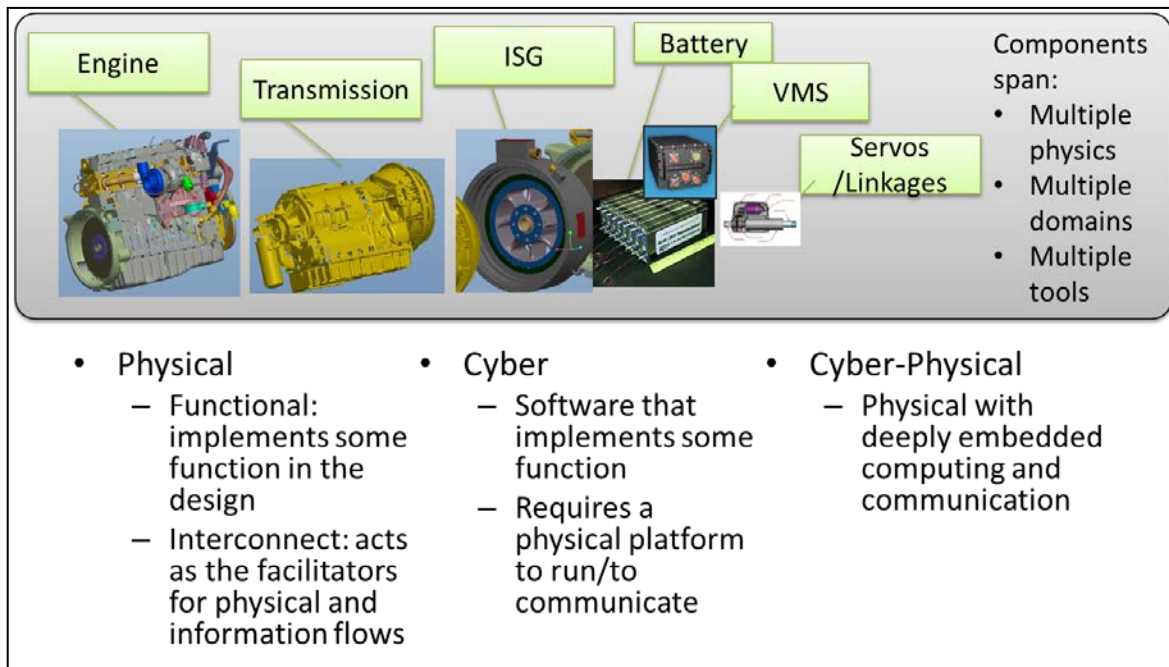 Engine
Transmission
ISG
Battery
VMS
Servos
/Linkages
Components
span:
• Multiple
physics
• Multiple
domains
• Multiple
tools
• Physical
– Functional:
implements some
function in the
design
– Interconnect: acts
as the facilitators
for physical and
information flows
• Cyber
– Software that
implements some
function
– Requires a
physical platform
to run/to
communicate
• Cyber-Physical
– Physical with
deeply embedded
computing and
communication